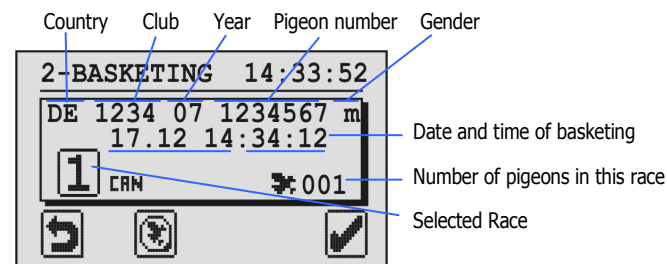 Country Club Year Pigeon number Gender
2-BASKETING 14:33:52
DE 1234 07 1234567 m
17.12 14:34:12
Date and time of basketing
1 CAN 001
Number of pigeons in this race
Selected Race